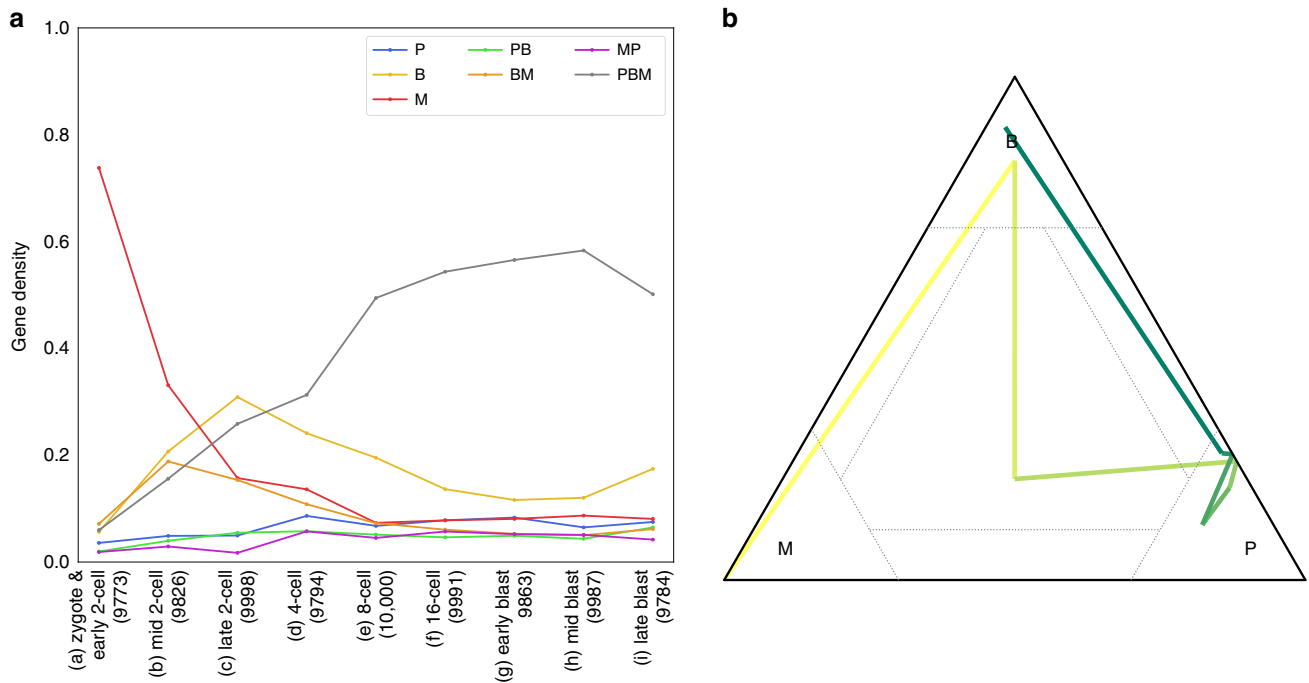 a
b
1.0
0.8
0.6
0.4
0.2
0.0
Gene density
P
B
M
PB
BM
MP
PBM
(a) zygote &
early 2-cell
(9773)
(b) mid 2-cell
(9826)
(c) late 2-cell
(9998)
(d) 4-cell
(9794)
(e) 8-cell
(10,000)
(f) 16-cell
(9991)
(g) early blast
9863)
(h) mid blast
(9987)
(i) late blast
(9784)
B
M
P